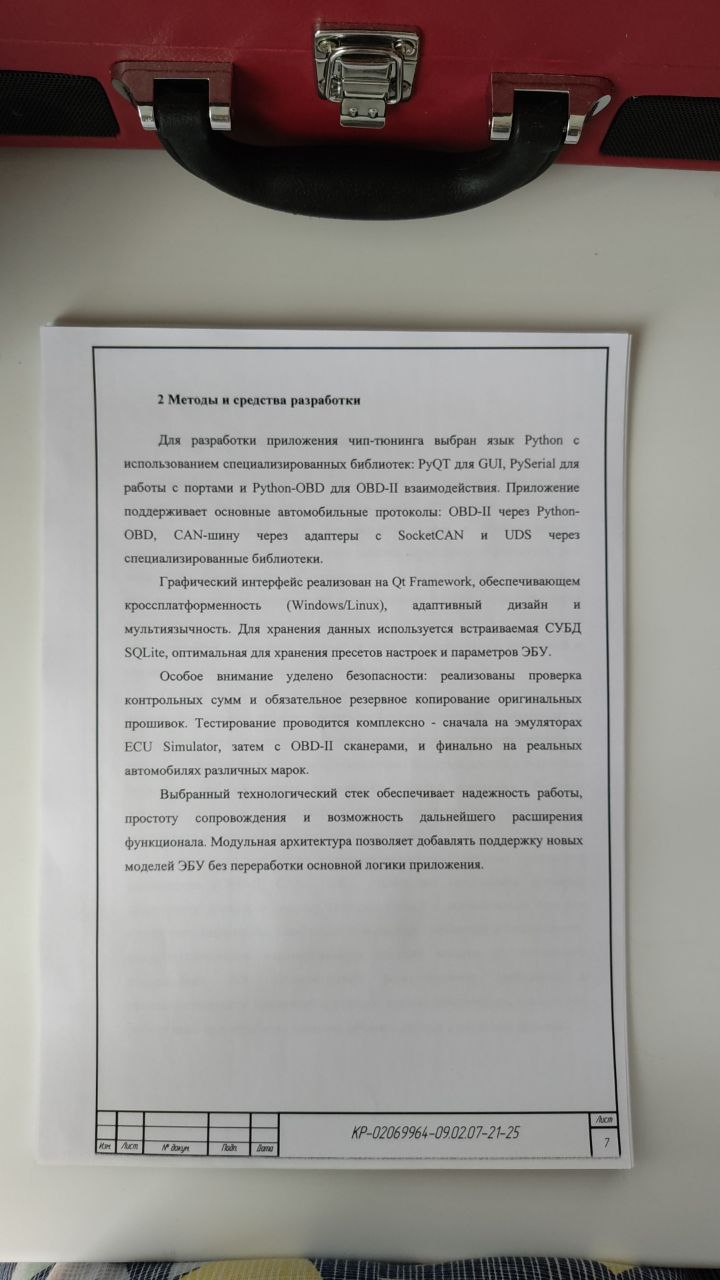 2 Методы и средства разработки
Для разработки приложения чип-тюнинга выбран язык Python с
использованием специализированных библиотек: PyQT для GUI, PySerial для
работы с портами и Python-OBD для OBD-II взаимодействия. Приложение
поддерживает основные автомобильные протоколы: OBD-II через Python-
OBD, CAN-шину через адаптеры с SocketCAN и UDS через
специализированные библиотеки.
Графический интерфейс реализован на Qt Framework, обеспечивающем
кроссплатформенность (Windows/Linux), адаптивный дизайн и
мультиязычность. Для хранения данных используется встраиваемая СУБД
SQLite, оптимальная для хранения пресетов настроек и параметров ЭБУ.
Особое внимание уделено безопасности: реализованы проверка
контрольных сумм и обязательное резервное копирование оригинальных
прошивок. Тестирование проводится комплексно - сначала на эмуляторах
ECU Simulator, затем с OBD-II сканерами, и финально на реальных
автомобилях различных марок.
Выбранный технологический стек обеспечивает надежность работы,
простоту сопровождения и возможность дальнейшего расширения
функционала. Модульная архитектура позволяет добавлять поддержку новых
моделей ЭБУ без переработки основной логики приложения.
КР-02069964-09.02.07-21-25
Лист
7
Изм. Лист № докум. Подп. Дата